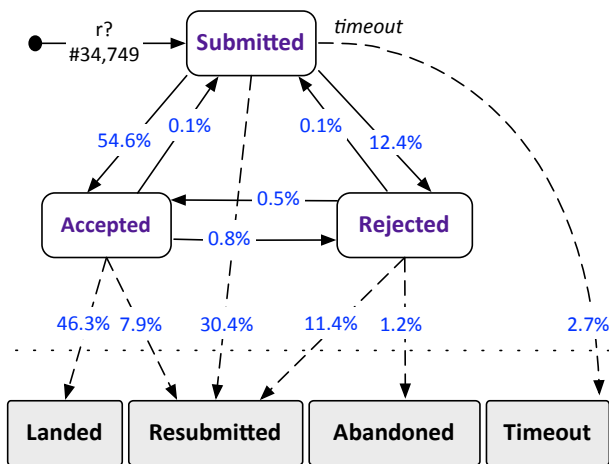 r?
#34,749
Submitted
timeout
54.6%
0.1%
0.1%
12.4%
0.5%
Accepted
0.8%
Rejected
46.3%
7.9%
30.4%
11.4%
1.2%
2.7%
Landed
Resubmitted
Abandoned
Timeout